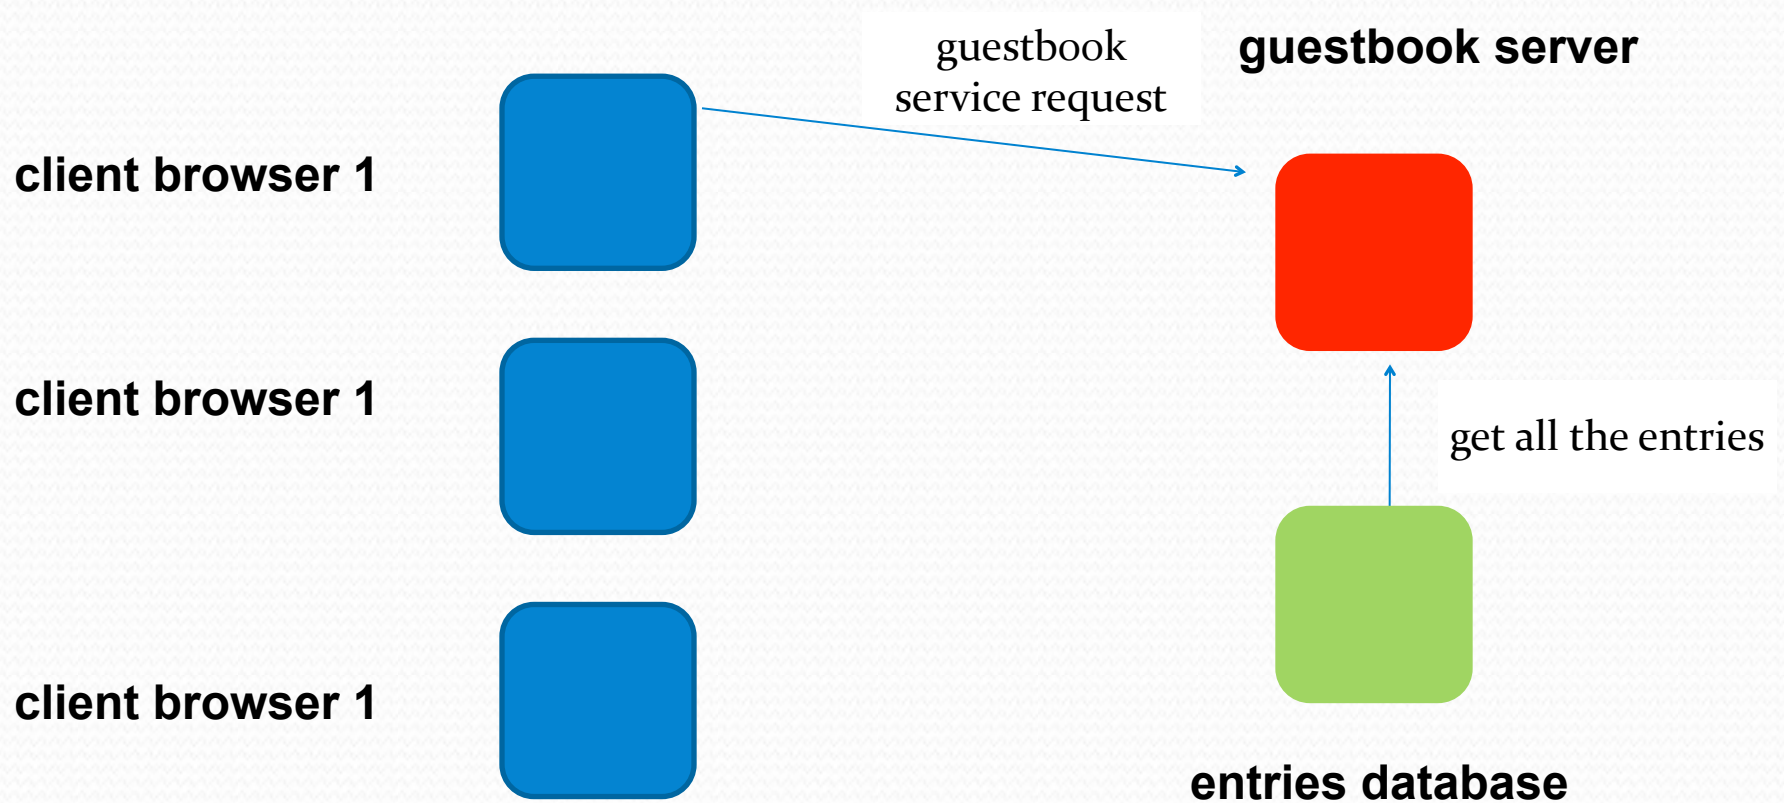 guestbook
service request
guestbook server
client browser 1
client browser 1
get all the entries
client browser 1
entries database